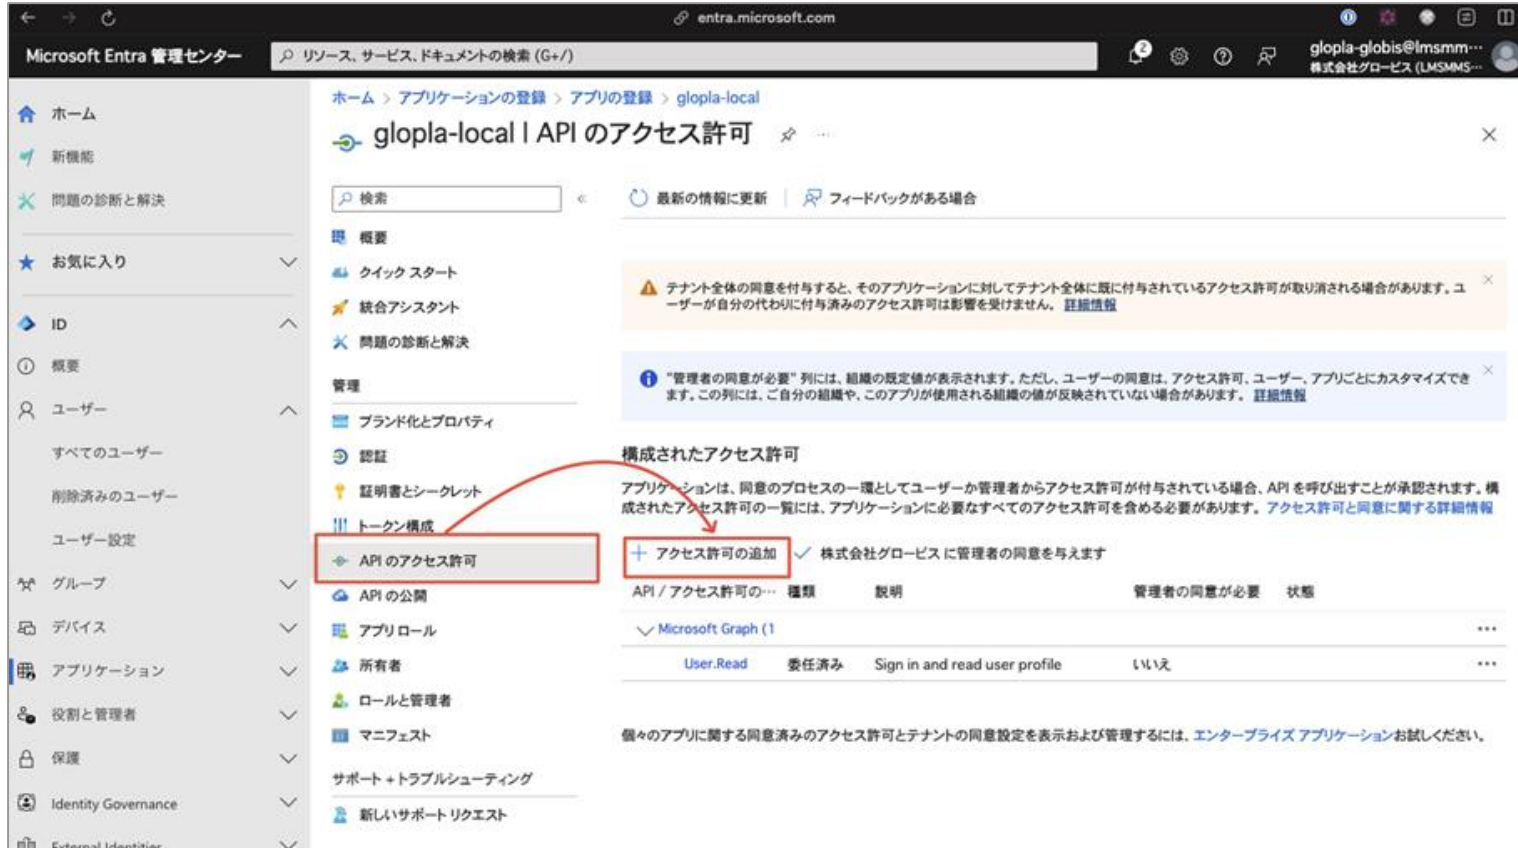 entra.microsoft.com
Microsoft Entra 管理センター
リソース、サービス、ドキュメントの検索 (G+/)
2
glopla-globis@lmsmm…
株式会社グロービス (LMSMMS…
ホーム
新機能
問題の診断と解決
お気に入り
ID
概要
ユーザー
すべてのユーザー
削除済みのユーザー
ユーザー設定
グループ
デバイス
アプリケーション
役割と管理者
保護
Identity Governance
External Identities
ホーム > アプリケーションの登録 > アプリの登録 > glopla-local
glopla-local | API のアクセス許可
検索
概要
クイック スタート
統合アシスタント
問題の診断と解決
管理
ブランド化とプロパティ
認証
証明書とシークレット
トークン構成
API のアクセス許可
API の公開
アプリ ロール
所有者
ロールと管理者
マニフェスト
サポート + トラブルシューティング
新しいサポート リクエスト
最新の情報に更新
フィードバックがある場合
テナント全体の同意を付与すると、そのアプリケーションに対してテナント全体に既に付与されているアクセス許可が取り消される場合があります。ユ
ーザーが自分の代わりに付与済みのアクセス許可は影響を受けません。 詳細情報
"管理者の同意が必要" 列には、組織の既定値が表示されます。ただし、ユーザーの同意は、アクセス許可、ユーザー、アプリごとにカスタマイズでき
ます。この列には、ご自分の組織や、このアプリが使用される組織の値が反映されていない場合があります。 詳細情報
構成されたアクセス許可
アプリケーションは、同意のプロセスの一環としてユーザーか管理者からアクセス許可が付与されている場合、API を呼び出すことが承認されます。構
成されたアクセス許可の一覧には、アプリケーションに必要なすべてのアクセス許可を含める必要があります。 アクセス許可と同意に関する詳細情報
アクセス許可の追加
株式会社グロービス に管理者の同意を与えます
API / アクセス許可の… 種類 説明 管理者の同意が必要 状態
Microsoft Graph (1
User.Read 委任済み Sign in and read user profile いいえ
個々のアプリに関する同意済みのアクセス許可とテナントの同意設定を表示および管理するには、エンタープライズ アプリケーションお試しください。